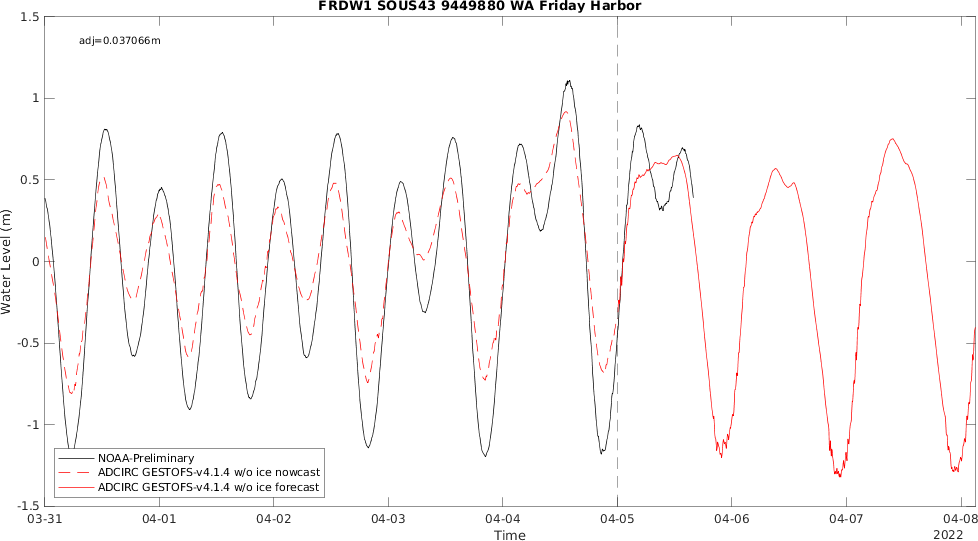 FRDW1 SOUS43 9449880 WA Friday Harbor
adj=0.037066m
1.5
1
0.5
0
-0.5
-1
-1.5
Water Level (m)
NOAA-Preliminary
ADCIRC GESTOFS-v4.1.4 w/o ice nowcast
ADCIRC GESTOFS-v4.1.4 w/o ice forecast
03-31 04-01 04-02 04-03 04-04 04-05 04-06 04-07 04-08
Time
2022